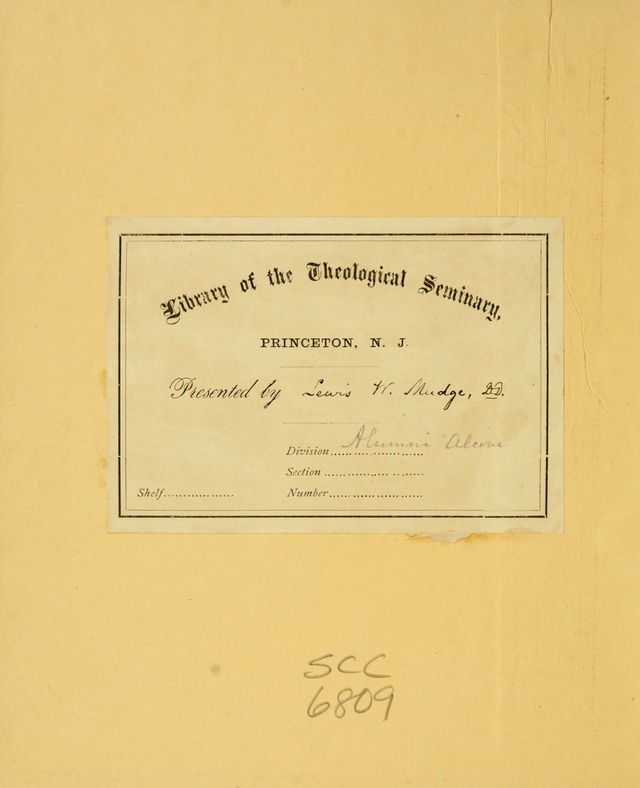 Library of the Theological Seminary,
PRINCETON, N. J.
Presented by Lewis W. Mudge, D.D.
Division Alumni Alcove
Section
Shelf Number
SCC
6809